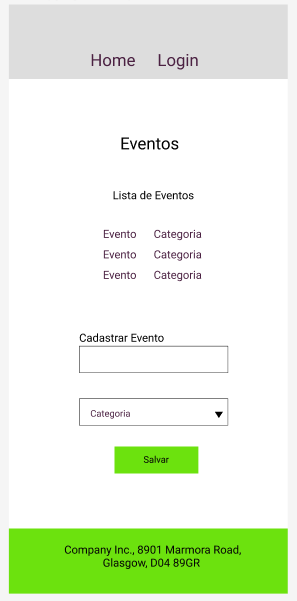 Home Login
Eventos
Lista de Eventos
Evento Categoria
Evento Categoria
Evento Categoria
Cadastrar Evento
Categoria
Salvar
Company Inc., 8901 Marmora Road,
Glasgow, D04 89GR